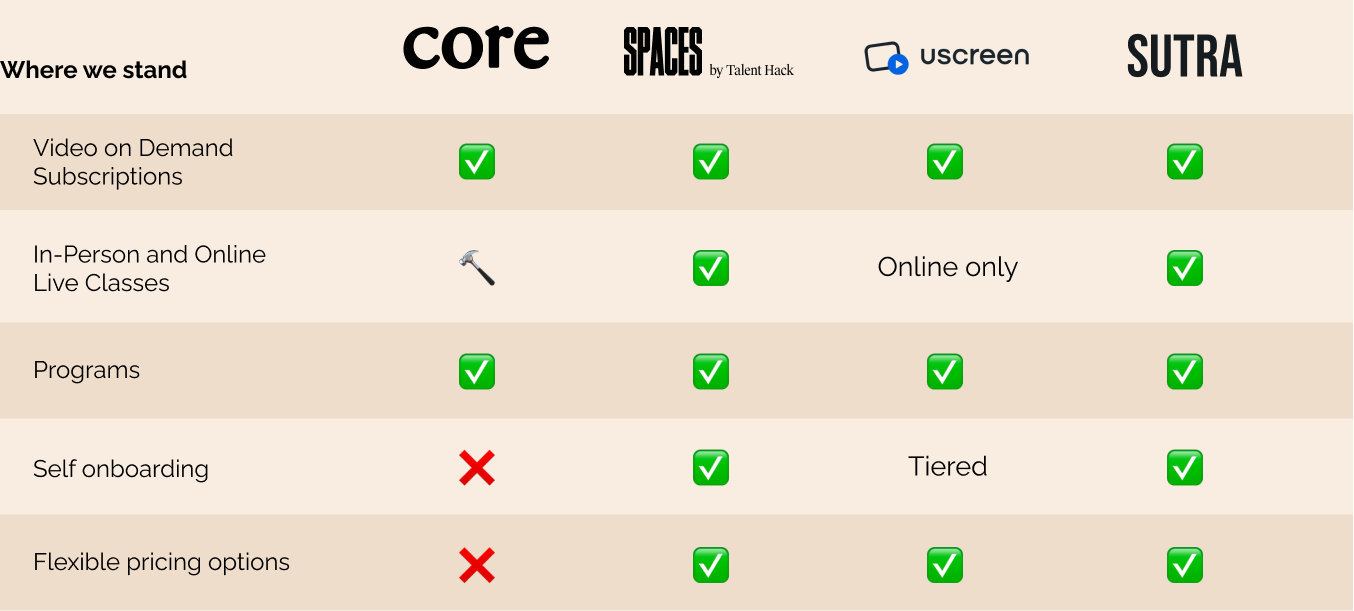 Where we stand
core
SPACES by Talent Hack
uscreen
SUTRA
Video on Demand
Subscriptions
In-Person and Online
Live Classes
Online only
Programs
Self onboarding
Tiered
Flexible pricing options